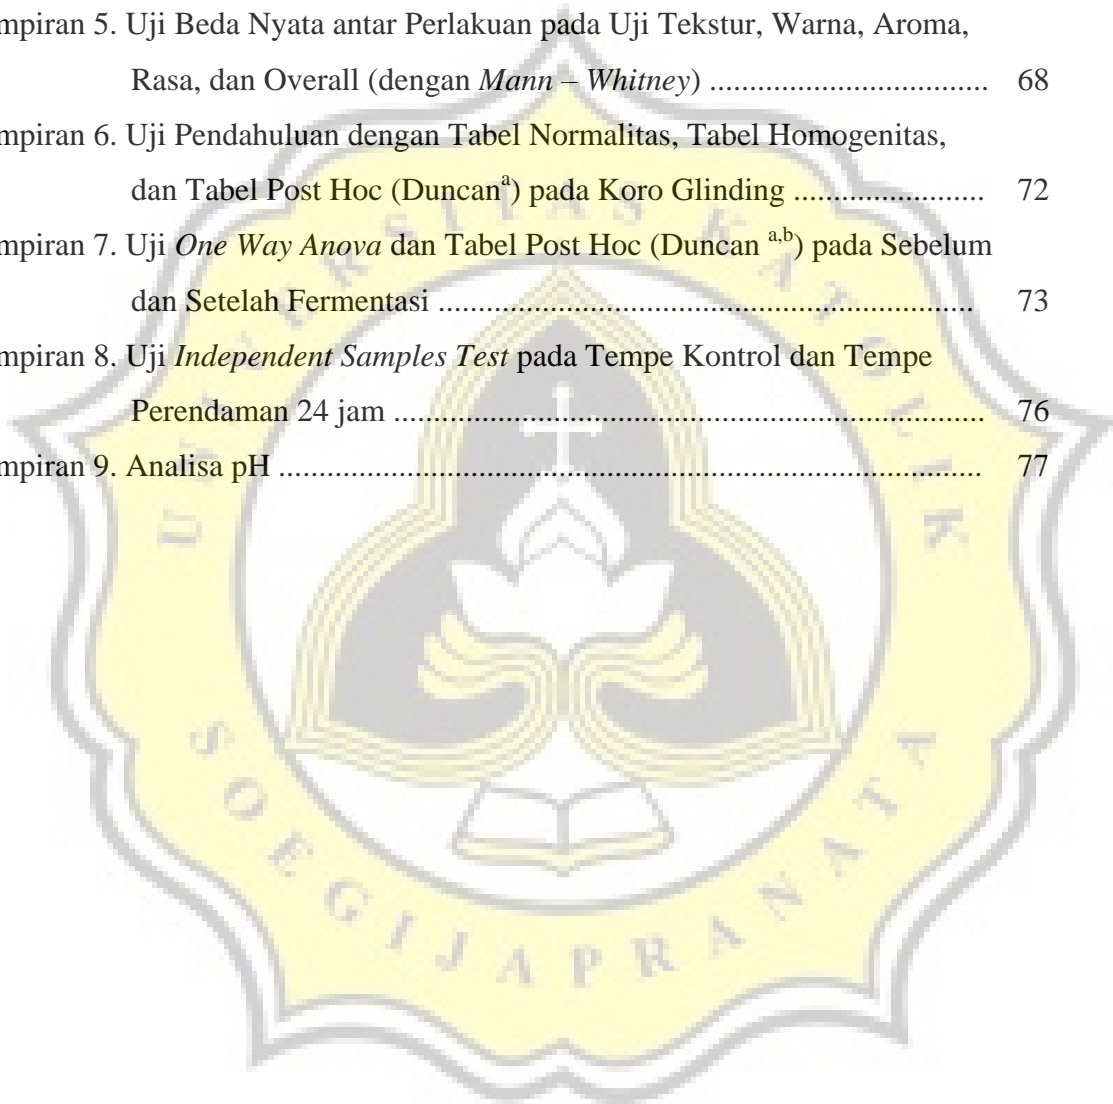 mpiran 5. Uji Beda Nyata antar Perlakuan pada Uji Tekstur, Warna, Aroma,
Rasa, dan Overall (dengan Mann – Whitney) ................................. 68
mpiran 6. Uji Pendahuluan dengan Tabel Normalitas, Tabel Homogenitas,
dan Tabel Post Hoc (Duncanᵃ) pada Koro Glinding ....................... 72
mpiran 7. Uji One Way Anova dan Tabel Post Hoc (Duncan ᵃ,ᵇ) pada Sebelum
dan Setelah Fermentasi ............................................................... 73
mpiran 8. Uji Independent Samples Test pada Tempe Kontrol dan Tempe
Perendaman 24 jam ..................................................................... 76
mpiran 9. Analisa pH ................................................................................... 77
UNIVERSITAS KATOLIK
SOEGIJAPRANATA